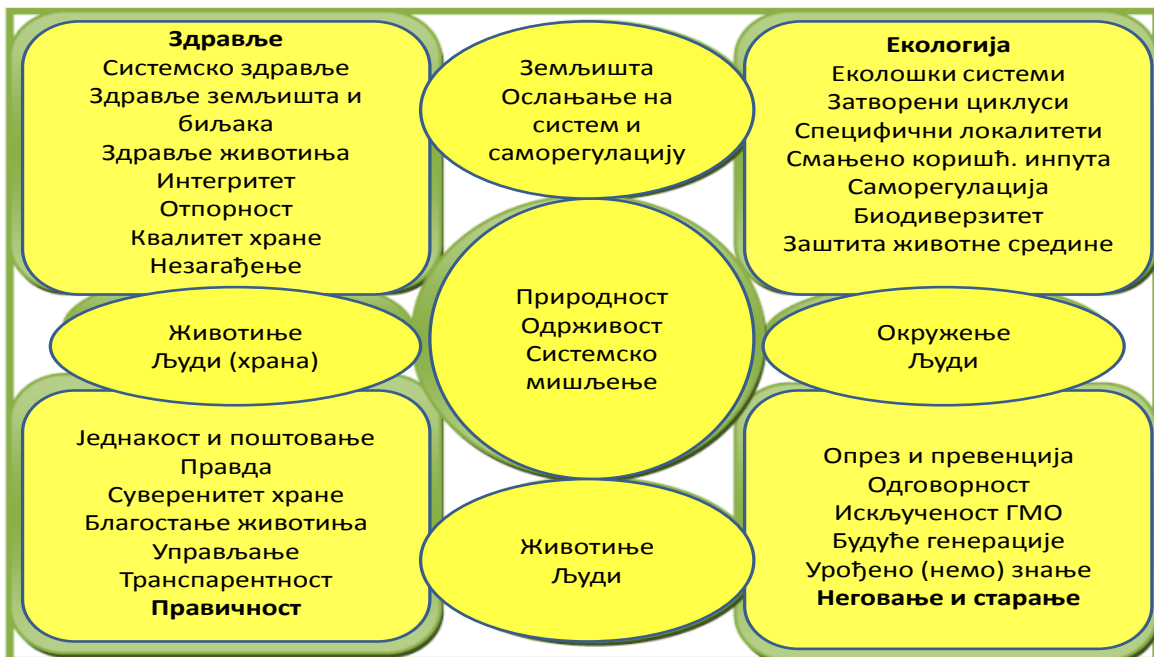 Здравље
Системско здравље
Здравље земљишта и
биљака
Здравље животиња
Интегритет
Отпорност
Квалитет хране
Незагађење
Земљишта
Ослањање на
систем и
саморегулацију
Екологија
Еколошки системи
Затворени циклуси
Специфични локалитети
Смањено коришћ. инпута
Саморегулација
Биодиверзитет
Заштита животне средине
Животиње
Људи (храна)
Природност
Одрживост
Системско
мишљење
Окружење
Људи
Једнакост и поштовање
Правда
Суверенитет хране
Благостање животиња
Управљање
Транспарентност
Правичност
Животиње
Људи
Опрез и превенција
Одговорност
Искљученост ГМО
Будуће генерације
Урођено (немо) знање
Неговање и старање